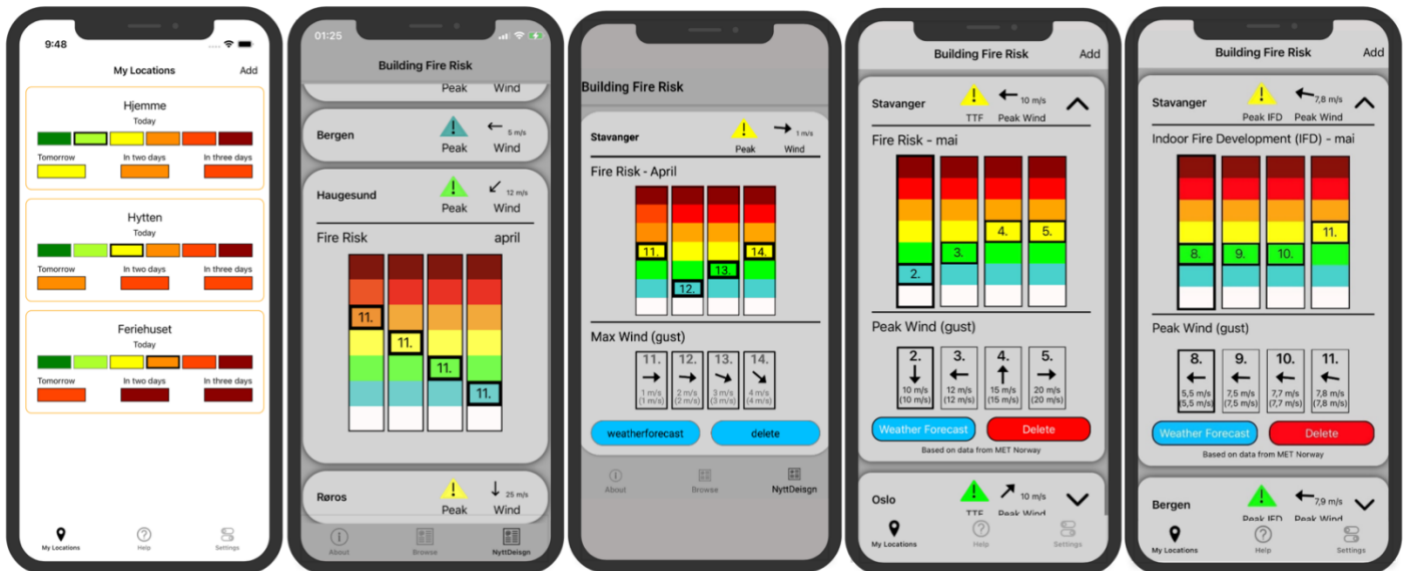 9:48
My Locations
Add
Hjemme
Today
Tomorrow
In two days
In three days
Hytten
Today
Tomorrow
In two days
In three days
Feriehuset
Today
Tomorrow
In two days
In three days
My Locations
Help
Settings
01:25
Building Fire Risk
Peak Wind
Bergen
5 m/s
Peak Wind
Haugesund
12 m/s
Peak Wind
Fire Risk april
11.
11.
11.
11.
Røros
25 m/s
Peak Wind
About
Browse
NyttDeisgn
Building Fire Risk
Stavanger
1 m/s
Peak Wind
Fire Risk - April
11.
12.
13.
14.
Max Wind (gust)
11. 12. 13. 14.
1 m/s 2 m/s 3 m/s 4 m/s
(1 m/s) (2 m/s) (3 m/s) (4 m/s)
weatherforecast delete
About
Browse
NyttDeisgn
Building Fire Risk
Add
Stavanger
10 m/s
TTF Peak Wind
Fire Risk - mai
2.
3.
4.
5.
Peak Wind (gust)
2. 3. 4. 5.
10 m/s 12 m/s 15 m/s 20 m/s
(10 m/s) (12 m/s) (15 m/s) (20 m/s)
Weather Forecast Delete
Based on data from MET Norway
Oslo
10 m/s
TTF Peak Wind
My Locations
Help
Settings
Building Fire Risk
Add
Stavanger
7,8 m/s
Peak IFD Peak Wind
Indoor Fire Development (IFD) - mai
8.
9.
10.
11.
Peak Wind (gust)
8. 9. 10. 11.
5,5 m/s 7,5 m/s 7,7 m/s 7,8 m/s
(5,5 m/s) (7,5 m/s) (7,7 m/s) (7,8 m/s)
Weather Forecast Delete
Based on data from MET Norway
Bergen
7,9 m/s
Peak IFD Peak Wind
My Locations
Help
Settings